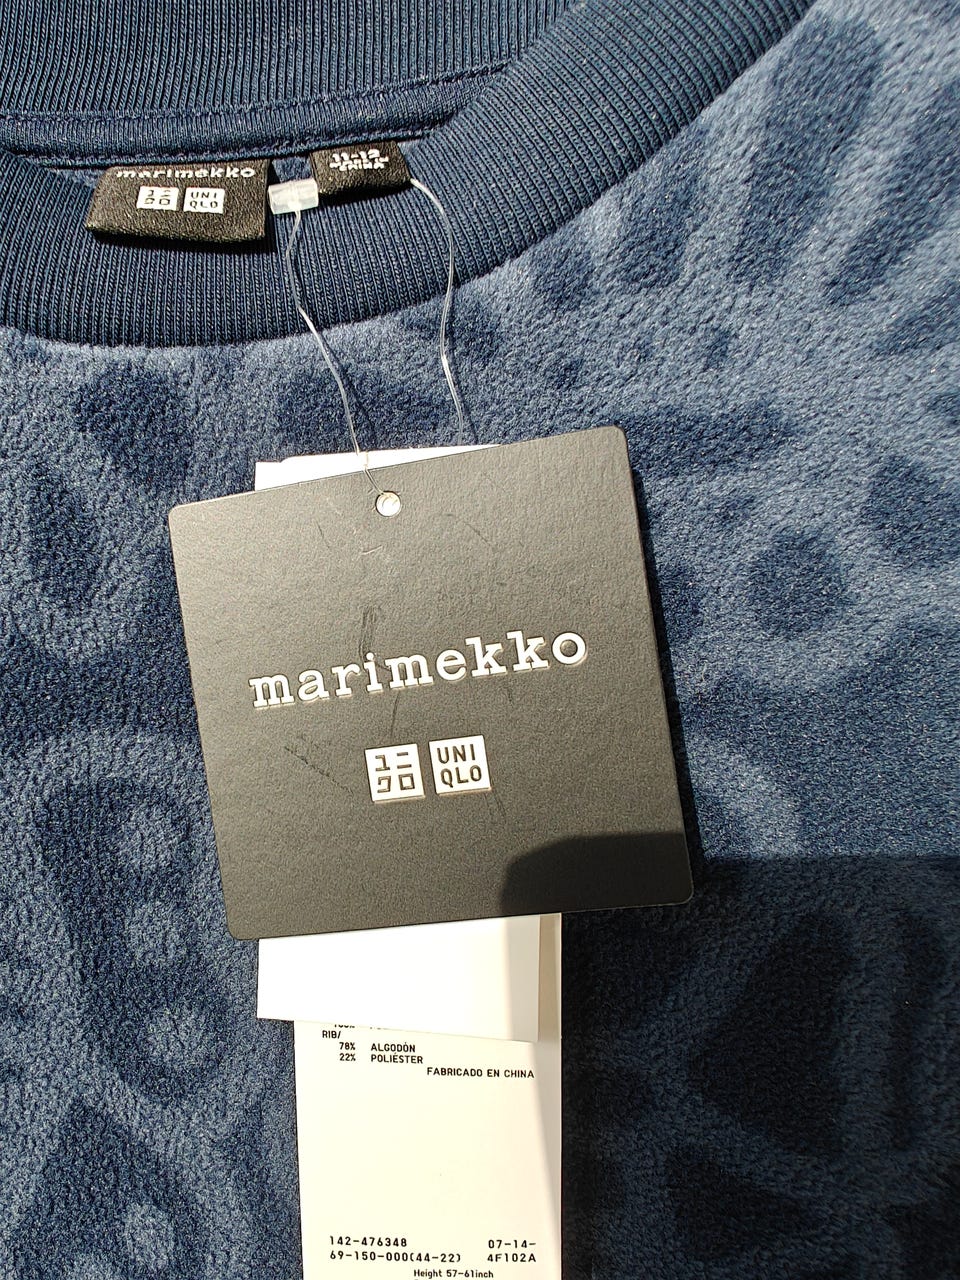 marimekko
ユニ
クロ
UNI
QLO
11-12
CHINA
marimekko
ユニ
クロ
UNI
QLO
RIB/
78% ALGODÓN
22% POLIÉSTER
FABRICADO EN CHINA
142-476348 07-14-
69-150-000(44-22) 4F102A
Height 57-61inch